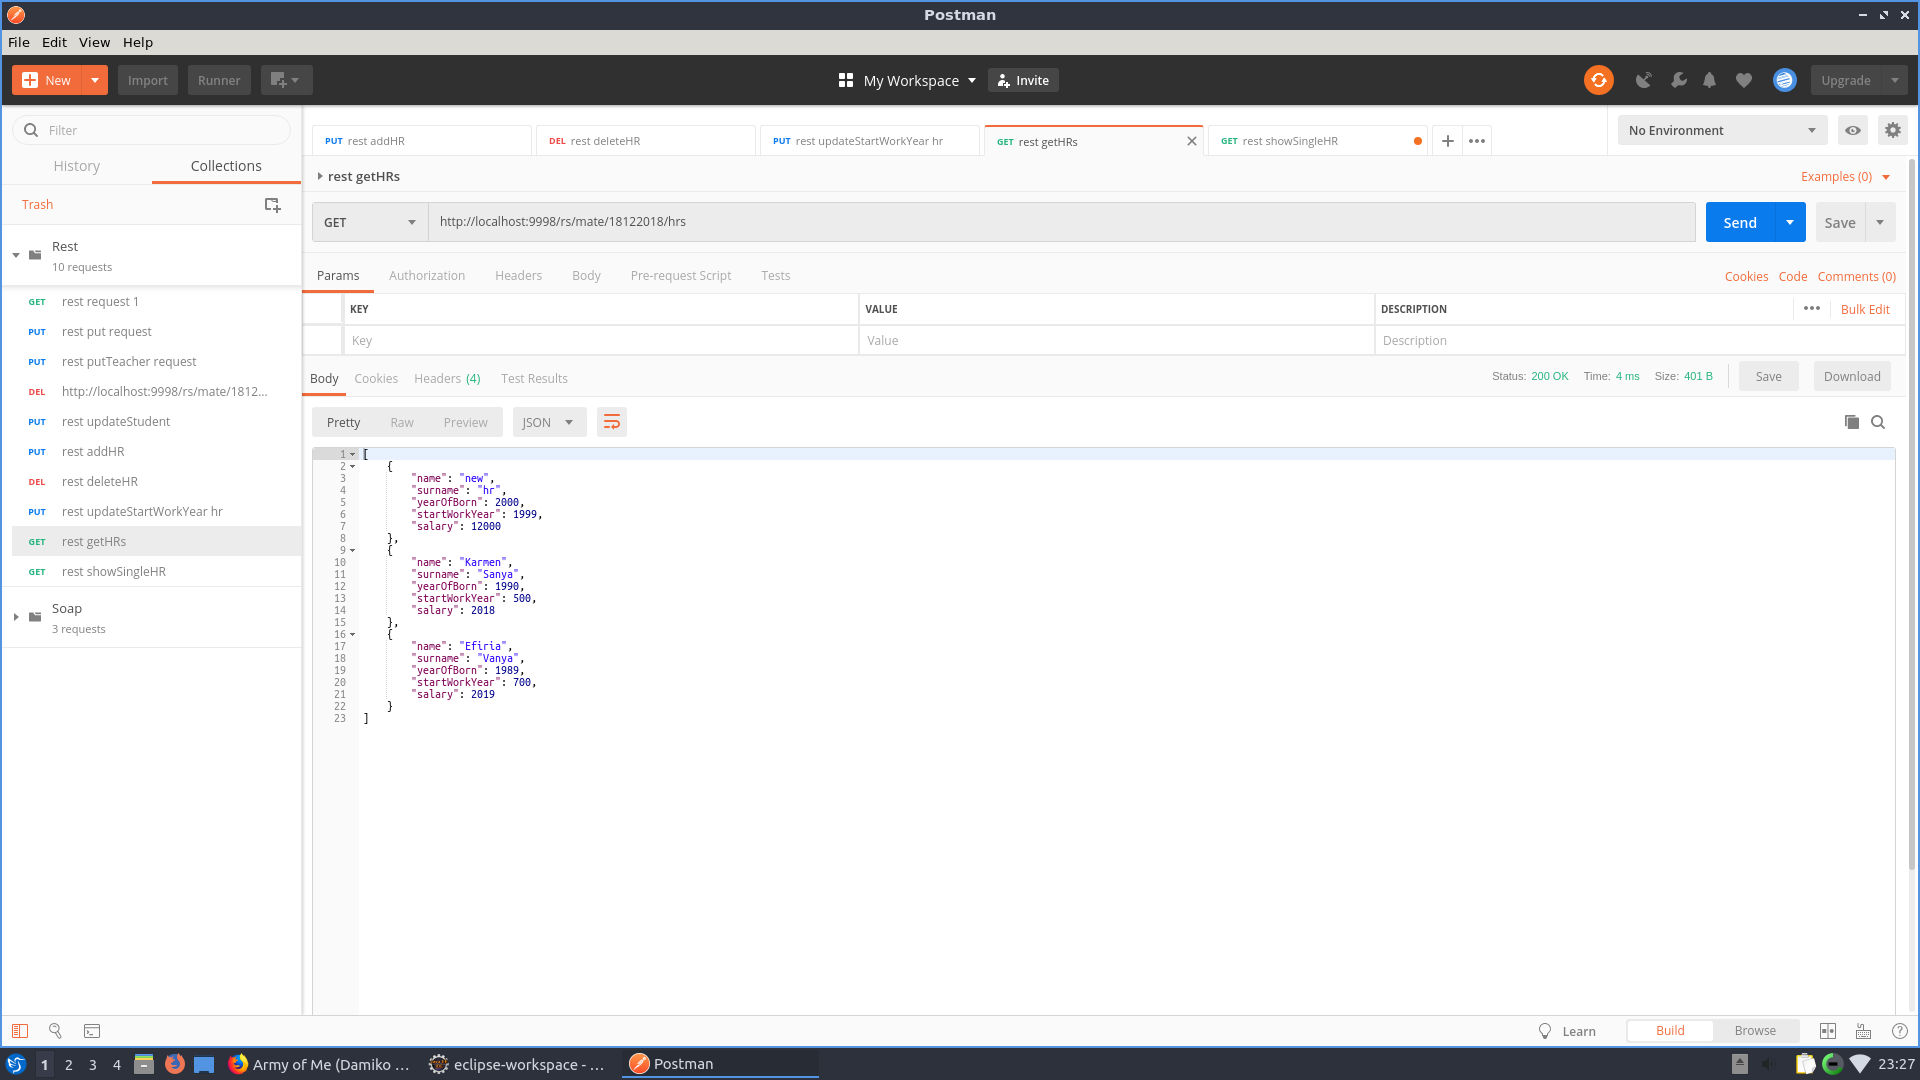 Postman
File Edit View Help
New Import Runner My Workspace Invite Upgrade
Filter
History Collections
Trash
Rest
10 requests
GET rest request 1
PUT rest put request
PUT rest putTeacher request
DEL http://localhost:9998/rs/mate/1812...
PUT rest updateStudent
PUT rest addHR
DEL rest deleteHR
PUT rest updateStartWorkYear hr
GET rest getHRs
GET rest showSingleHR
Soap
3 requests
PUT rest addHR DEL rest deleteHR PUT rest updateStartWorkYear hr GET rest getHRs GET rest showSingleHR No Environment
rest getHRs Examples (0)
GET http://localhost:9998/rs/mate/18122018/hrs Send Save
Params Authorization Headers Body Pre-request Script Tests Cookies Code Comments (0)
KEY VALUE DESCRIPTION Bulk Edit
Key Value Description
Body Cookies Headers (4) Test Results Status: 200 OK Time: 4 ms Size: 401 B Save Download
Pretty Raw Preview JSON
1 [
2 {
3 "name": "new",
4 "surname": "hr",
5 "yearOfBorn": 2000,
6 "startWorkYear": 1999,
7 "salary": 12000
8 },
9 {
10 "name": "Karmen",
11 "surname": "Sanya",
12 "yearOfBorn": 1990,
13 "startWorkYear": 500,
14 "salary": 2018
15 },
16 {
17 "name": "Efiria",
18 "surname": "Vanya",
19 "yearOfBorn": 1989,
20 "startWorkYear": 700,
21 "salary": 2019
22 }
23 ]
Learn Build Browse
1 2 3 4 Army of Me (Damiko ... eclipse-workspace - ... Postman 23:27